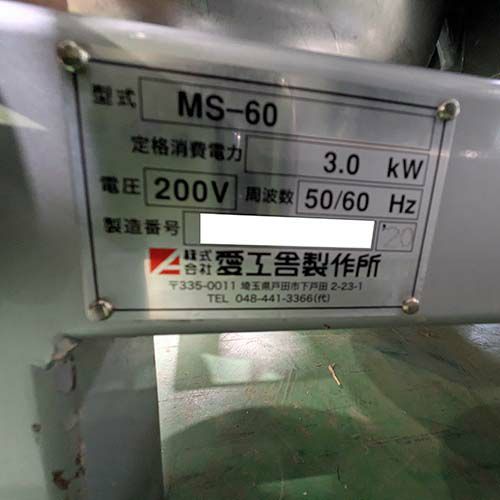 型式 MS-60
定格消費電力 3.0 kW
電圧 200V 周波数 50/60 Hz
製造番号 '20
株式会社 愛工舎製作所
〒335-0011 埼玉県戸田市下戸田 2-23-1
TEL 048-441-3366(代)